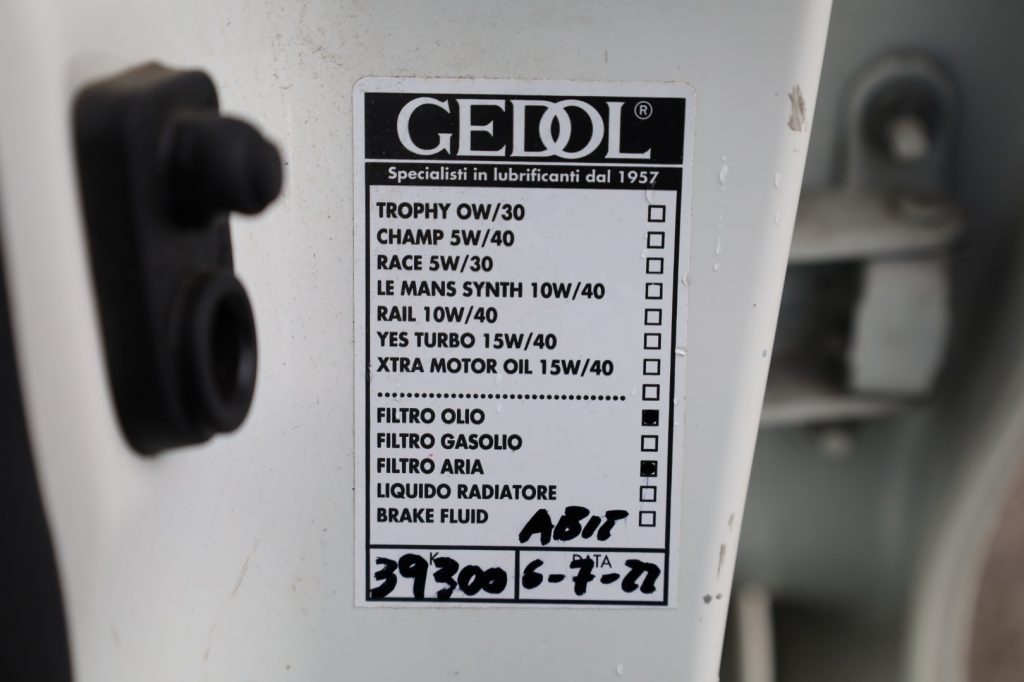 GEDOL®
Specialisti in lubrificanti dal 1957
TROPHY OW/30
CHAMP 5W/40
RACE 5W/30
LE MANS SYNTH 10W/40
RAIL 10W/40
YES TURBO 15W/40
XTRA MOTOR OIL 15W/40
......................................
FILTRO OLIO
FILTRO GASOLIO
FILTRO ARIA
LIQUIDO RADIATORE
BRAKE FLUID ABIT
K DATA
39300 6-7-22